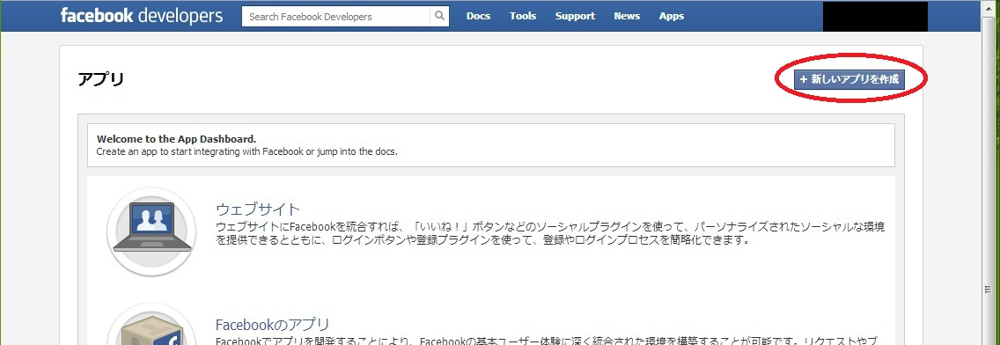 facebook developers
Search Facebook Developers
Docs
Tools
Support
News
Apps
アプリ
+ 新しいアプリを作成
Welcome to the App Dashboard.
Create an app to start integrating with Facebook or jump into the docs.
ウェブサイト
ウェブサイトにFacebookを統合すれば、「いいね！」ボタンなどのソーシャルプラグインを使って、パーソナライズされたソーシャルな環境
を提供できるとともに、ログインボタンや登録プラグインを使って、登録やログインプロセスを簡略化できます。
Facebookのアプリ
Facebookでアプリを開発することにより、Facebookの基本ユーザー体験に深く統合された環境を構築することが可能です。リクエストやブ